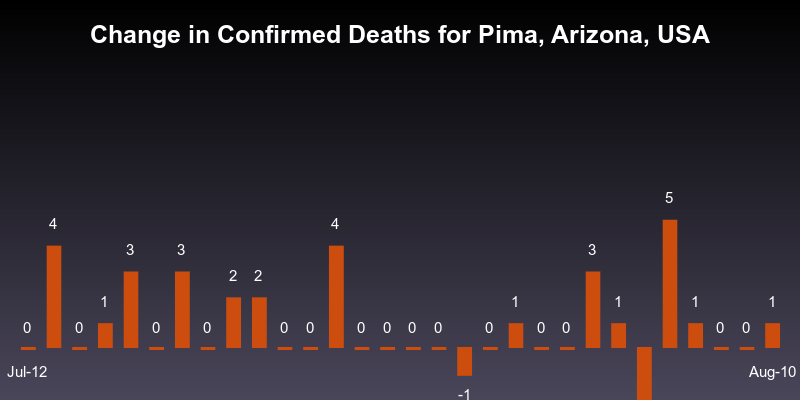 Change in Confirmed Deaths for Pima, Arizona, USA
5
4 4
3 3 3
2 2
1 1 1 1 1
0 0 0 0 0 0 0 0 0 0 0 0 0 0 0
Jul-12 Aug-10
-1